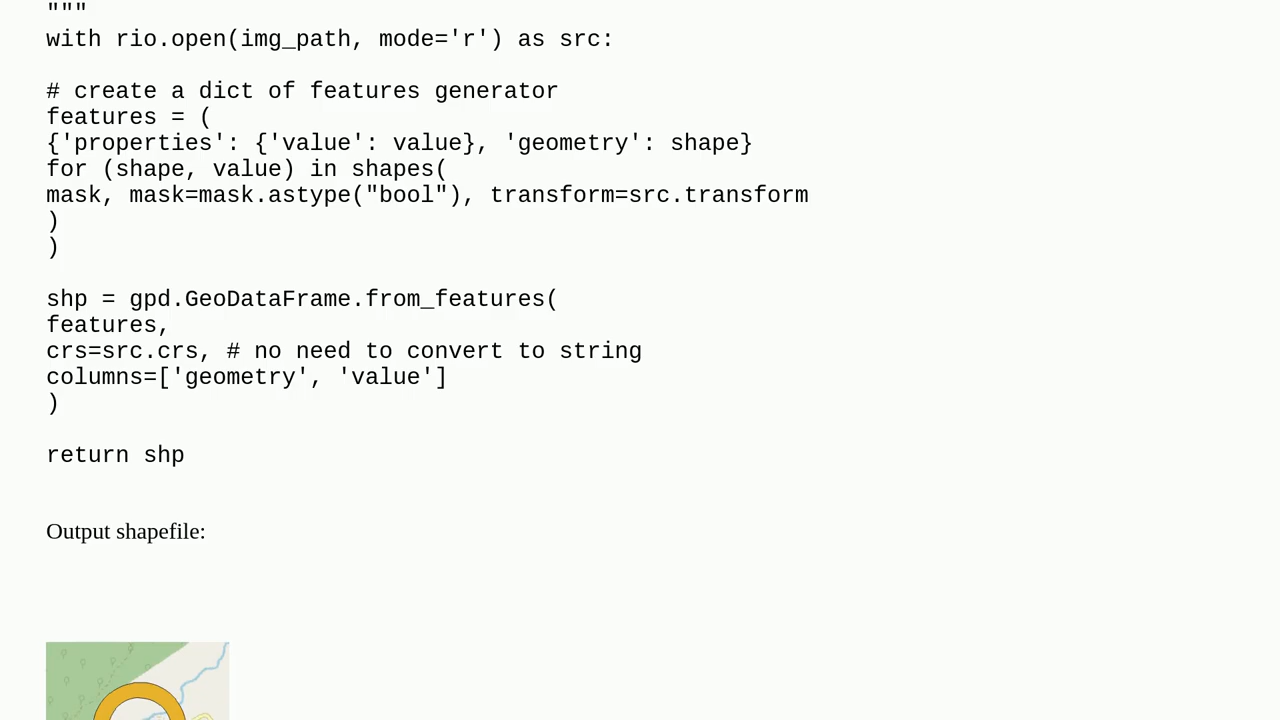 """
with rio.open(img_path, mode='r') as src:
# create a dict of features generator
features = (
{'properties': {'value': value}, 'geometry': shape}
for (shape, value) in shapes(
mask, mask=mask.astype("bool"), transform=src.transform
)
)
shp = gpd.GeoDataFrame.from_features(
features,
crs=src.crs, # no need to convert to string
columns=['geometry', 'value']
)
return shp
Output shapefile: